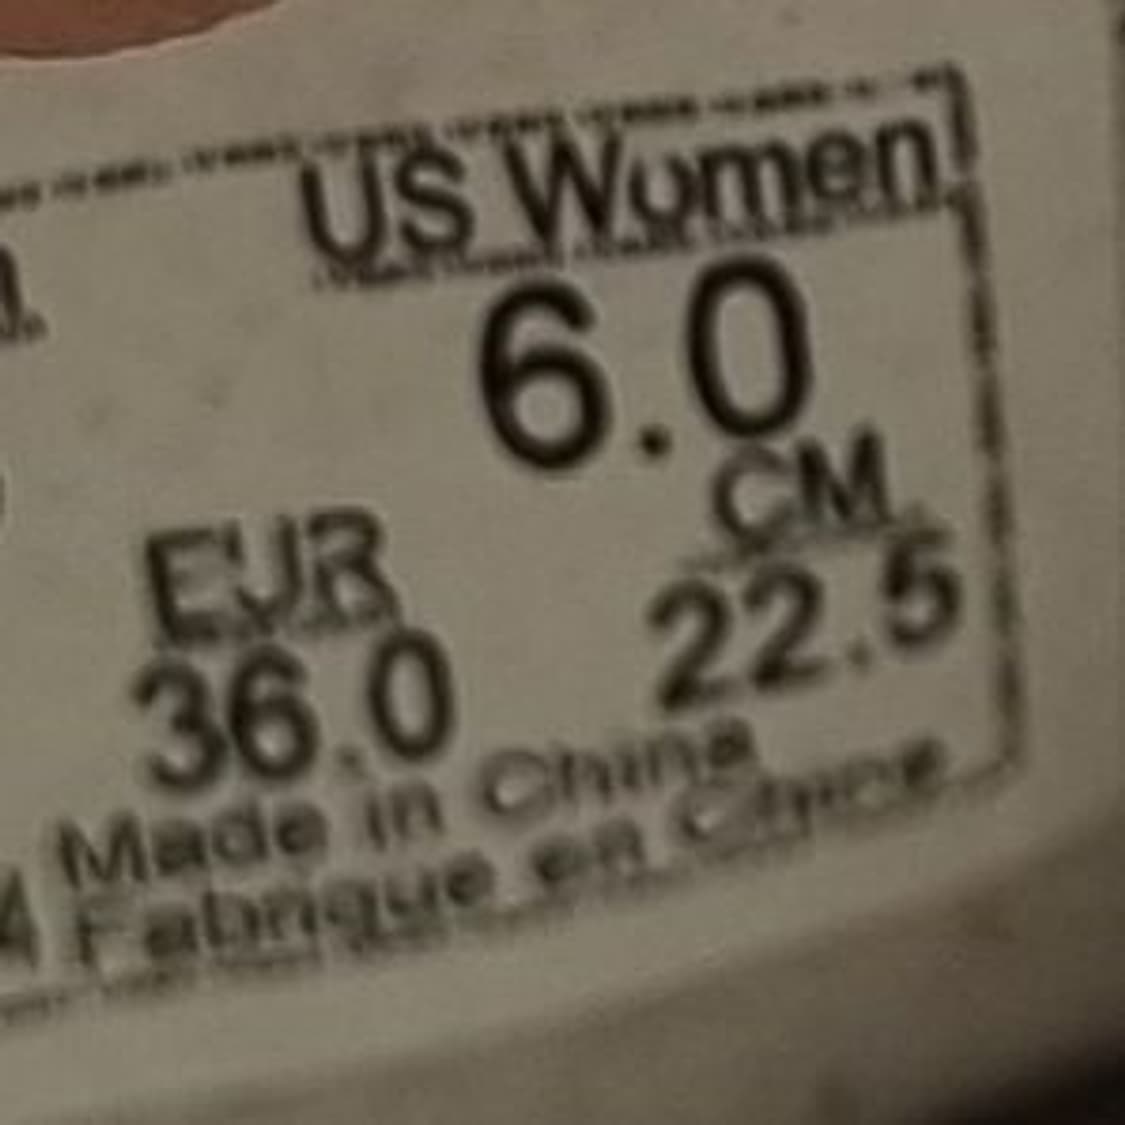 US Women
6.0
EUR
CM
36.0
22.5
Made in China
Fabrique en Chine